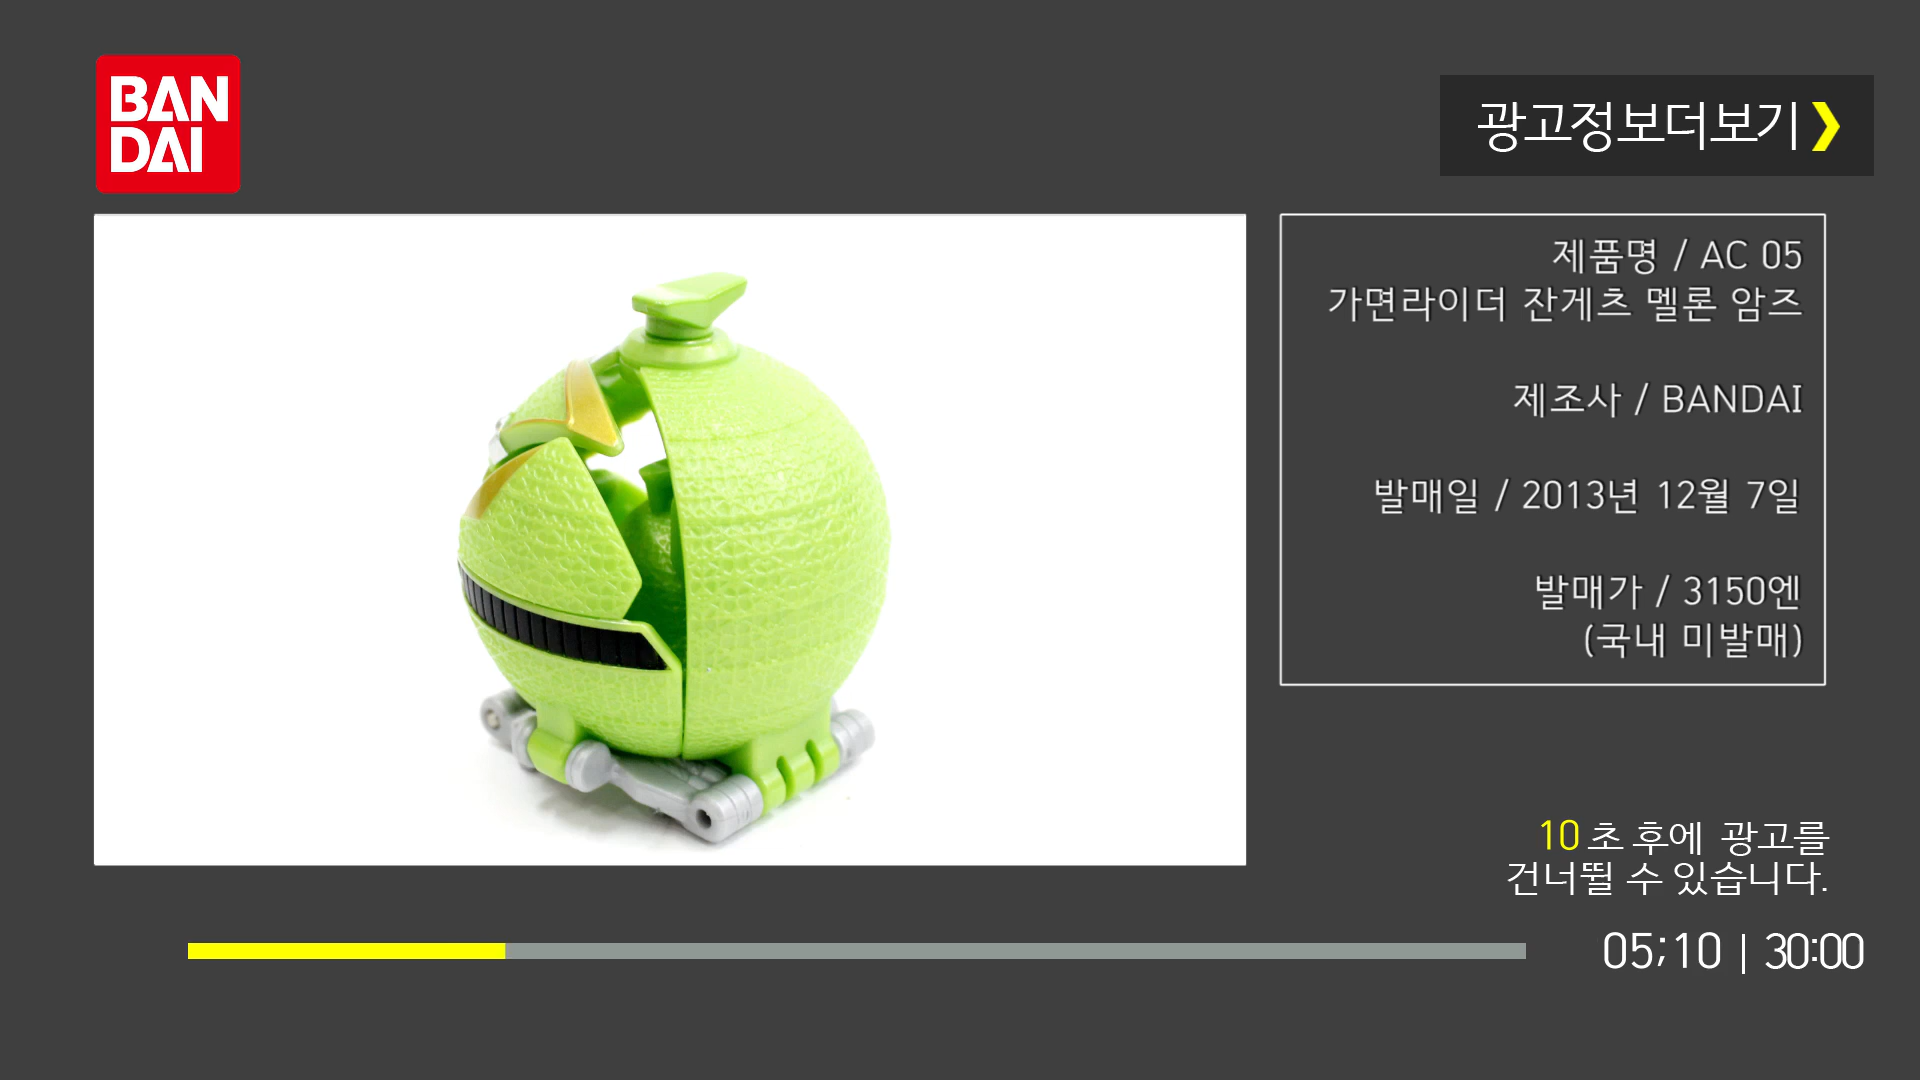 BAN
DAI
광고정보더보기
제품명 / AC 05
가면라이더 잔게츠 멜론 암즈
제조사 / BANDAI
발매일 / 2013년 12월 7일
발매가 / 3150엔
(국내 미발매)
10초 후에 광고를
건너뛸 수 있습니다.
05;10 | 30:00